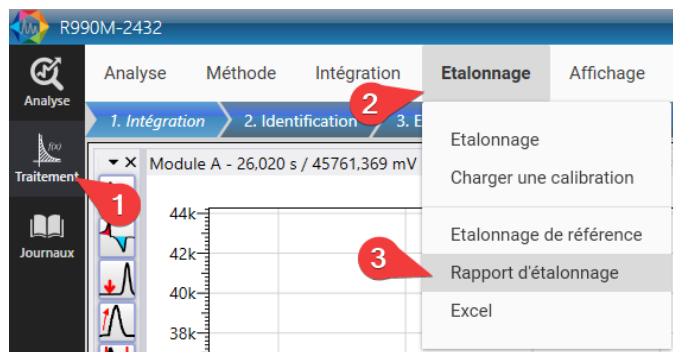 R990M-2432
Analyse Méthode Intégration Etalonnage Affichage
Analyse
2
1. Intégration 2. Identification 3. E
Etalonnage
f(x)
Module A - 26,020 s / 45761,369 mV
Traitement
Charger une calibration
1
44k
Etalonnage de référence
Journaux
42k
3
Rapport d'étalonnage
40k
Excel
38k